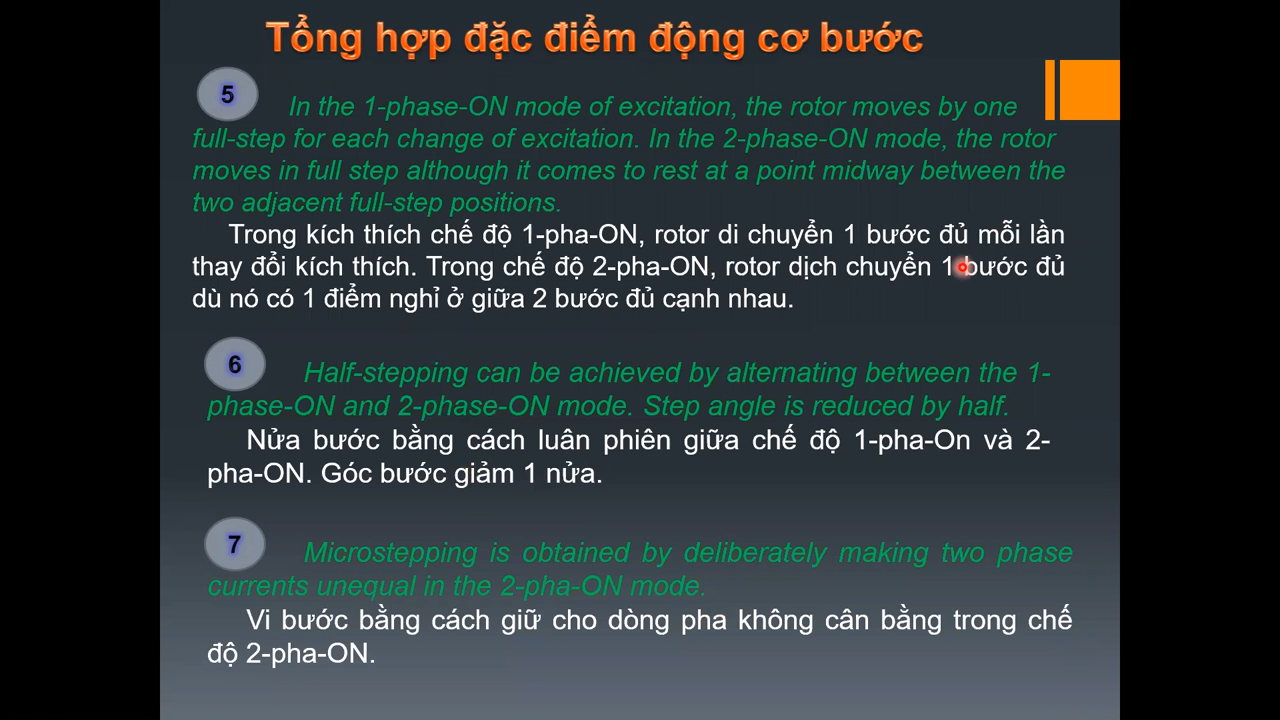 Tổng hợp đặc điểm động cơ bước
5
In the 1-phase-ON mode of excitation, the rotor moves by one
full-step for each change of excitation. In the 2-phase-ON mode, the rotor
moves in full step although it comes to rest at a point midway between the
two adjacent full-step positions.
Trong kích thích chế độ 1-pha-ON, rotor di chuyển 1 bước đủ mỗi lần
thay đổi kích thích. Trong chế độ 2-pha-ON, rotor dịch chuyển 1 bước đủ
dù nó có 1 điểm nghỉ ở giữa 2 bước đủ cạnh nhau.
6
Half-stepping can be achieved by alternating between the 1-
phase-ON and 2-phase-ON mode. Step angle is reduced by half.
Nửa bước bằng cách luân phiên giữa chế độ 1-pha-On và 2-
pha-ON. Góc bước giảm 1 nửa.
7
Microstepping is obtained by deliberately making two phase
currents unequal in the 2-pha-ON mode.
Vi bước bằng cách giữ cho dòng pha không cân bằng trong chế
độ 2-pha-ON.